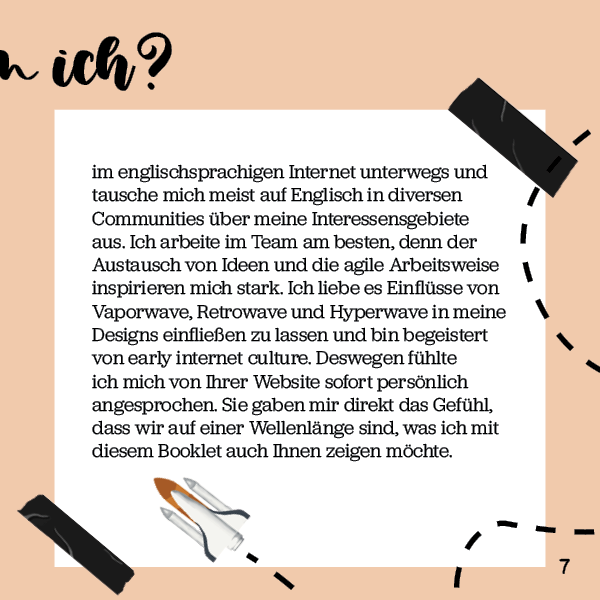 n ich?
im englischsprachigen Internet unterwegs und
tausche mich meist auf Englisch in diversen
Communities über meine Interessensgebiete
aus. Ich arbeite im Team am besten, denn der
Austausch von Ideen und die agile Arbeitsweise
inspirieren mich stark. Ich liebe es Einflüsse von
Vaporwave, Retrowave und Hyperwave in meine
Designs einfließen zu lassen und bin begeistert
von early internet culture. Deswegen fühlte
ich mich von Ihrer Website sofort persönlich
angesprochen. Sie gaben mir direkt das Gefühl,
dass wir auf einer Wellenlänge sind, was ich mit
diesem Booklet auch Ihnen zeigen möchte.
7